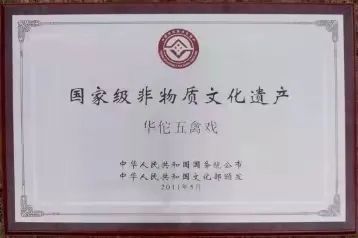 国家级非物质文化遗产
华佗五禽戏
中华人民共和国国务院公布
中华人民共和国文化部颁发
2011年5月